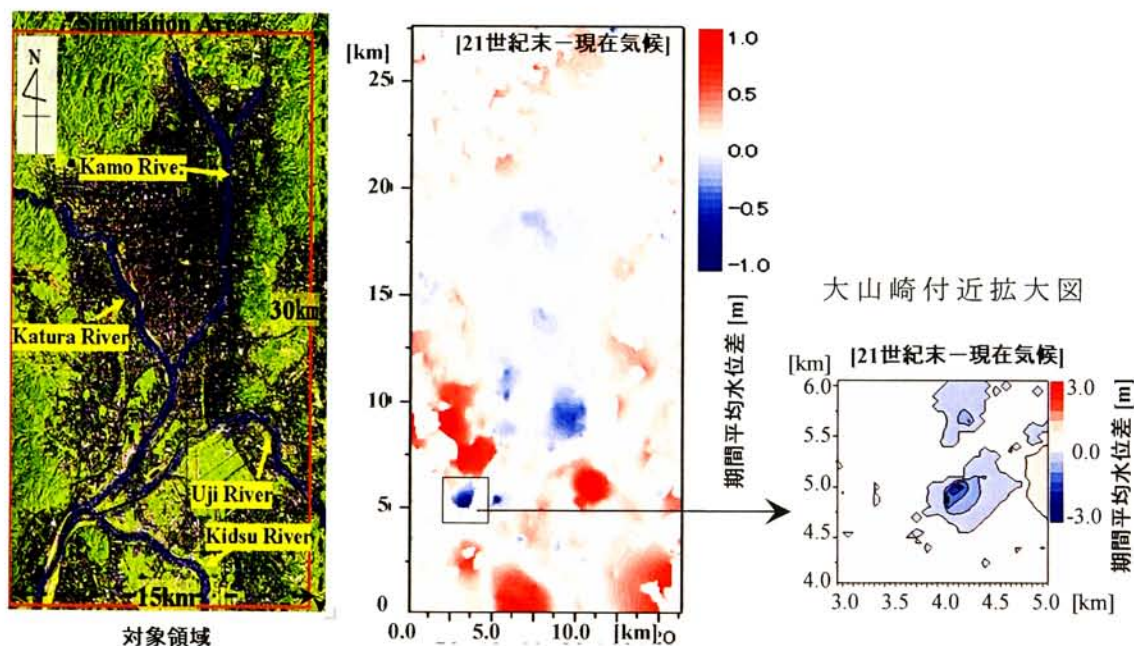 Simulation Area
N
Kamo Rive
Katura River
30km
Uji River
Kidsu River
15km
対象領域
[km]
[21世紀末－現在気候]
25
20
15
10
5
0
0.0
5.0
10.0
[km]
20
1.0
0.5
0.0
-0.5
-1.0
期間平均水位差 [m]
大山崎付近拡大図
[km]
[21世紀末－現在気候]
6.0
5.5
5.0
4.5
4.0
3.0
4.0
4.5
5.0
[km]
3.0
0.0
-3.0
[m]
期間平均水位差